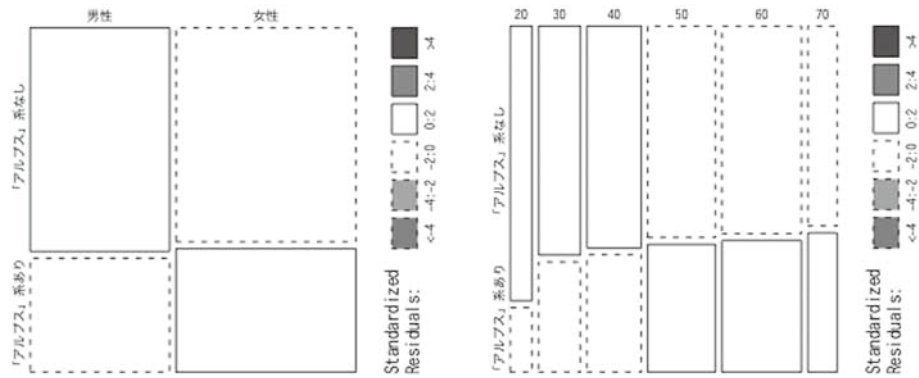 男性
女性
「アルプス」系なし
「アルプス」系あり
Standardized
Residuals:
<-4
-4:-2
-2:0
0:2
2:4
>4
20
30
40
50
60
70
「アルプス」系なし
「アルプス」系あり
Standardized
Residuals:
<-4
-4:-2
-2:0
0:2
2:4
>4